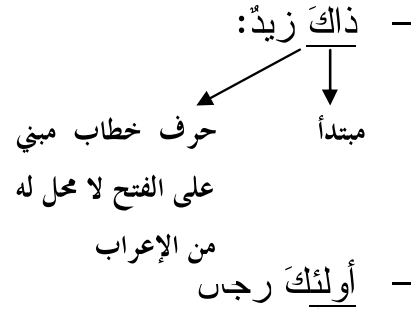 – ذاكَ زيدٌ:
مبتدأ
حرف خطاب مبني
على الفتح لا محل له
من الإعراب
– أولئكَ